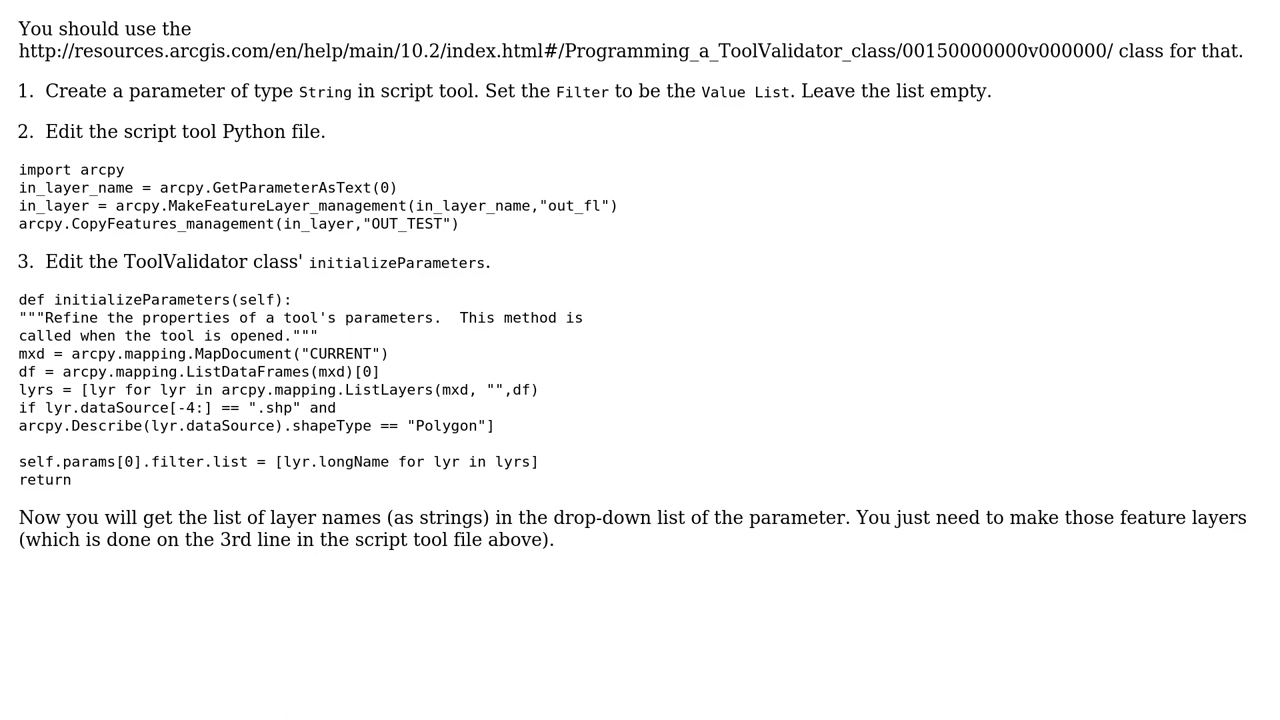 You should use the
http://resources.arcgis.com/en/help/main/10.2/index.html#/Programming_a_ToolValidator_class/00150000000v000000/ class for that.
1. Create a parameter of type String in script tool. Set the Filter to be the Value List. Leave the list empty.
2. Edit the script tool Python file.
import arcpy
in_layer_name = arcpy.GetParameterAsText(0)
in_layer = arcpy.MakeFeatureLayer_management(in_layer_name,"out_fl")
arcpy.CopyFeatures_management(in_layer,"OUT_TEST")
3. Edit the ToolValidator class' initializeParameters.
def initializeParameters(self):
"""Refine the properties of a tool's parameters.  This method is
called when the tool is opened."""
mxd = arcpy.mapping.MapDocument("CURRENT")
df = arcpy.mapping.ListDataFrames(mxd)[0]
lyrs = [lyr for lyr in arcpy.mapping.ListLayers(mxd, "",df)
if lyr.dataSource[-4:] == ".shp" and
arcpy.Describe(lyr.dataSource).shapeType == "Polygon"]
self.params[0].filter.list = [lyr.longName for lyr in lyrs]
return
Now you will get the list of layer names (as strings) in the drop-down list of the parameter. You just need to make those feature layers
(which is done on the 3rd line in the script tool file above).